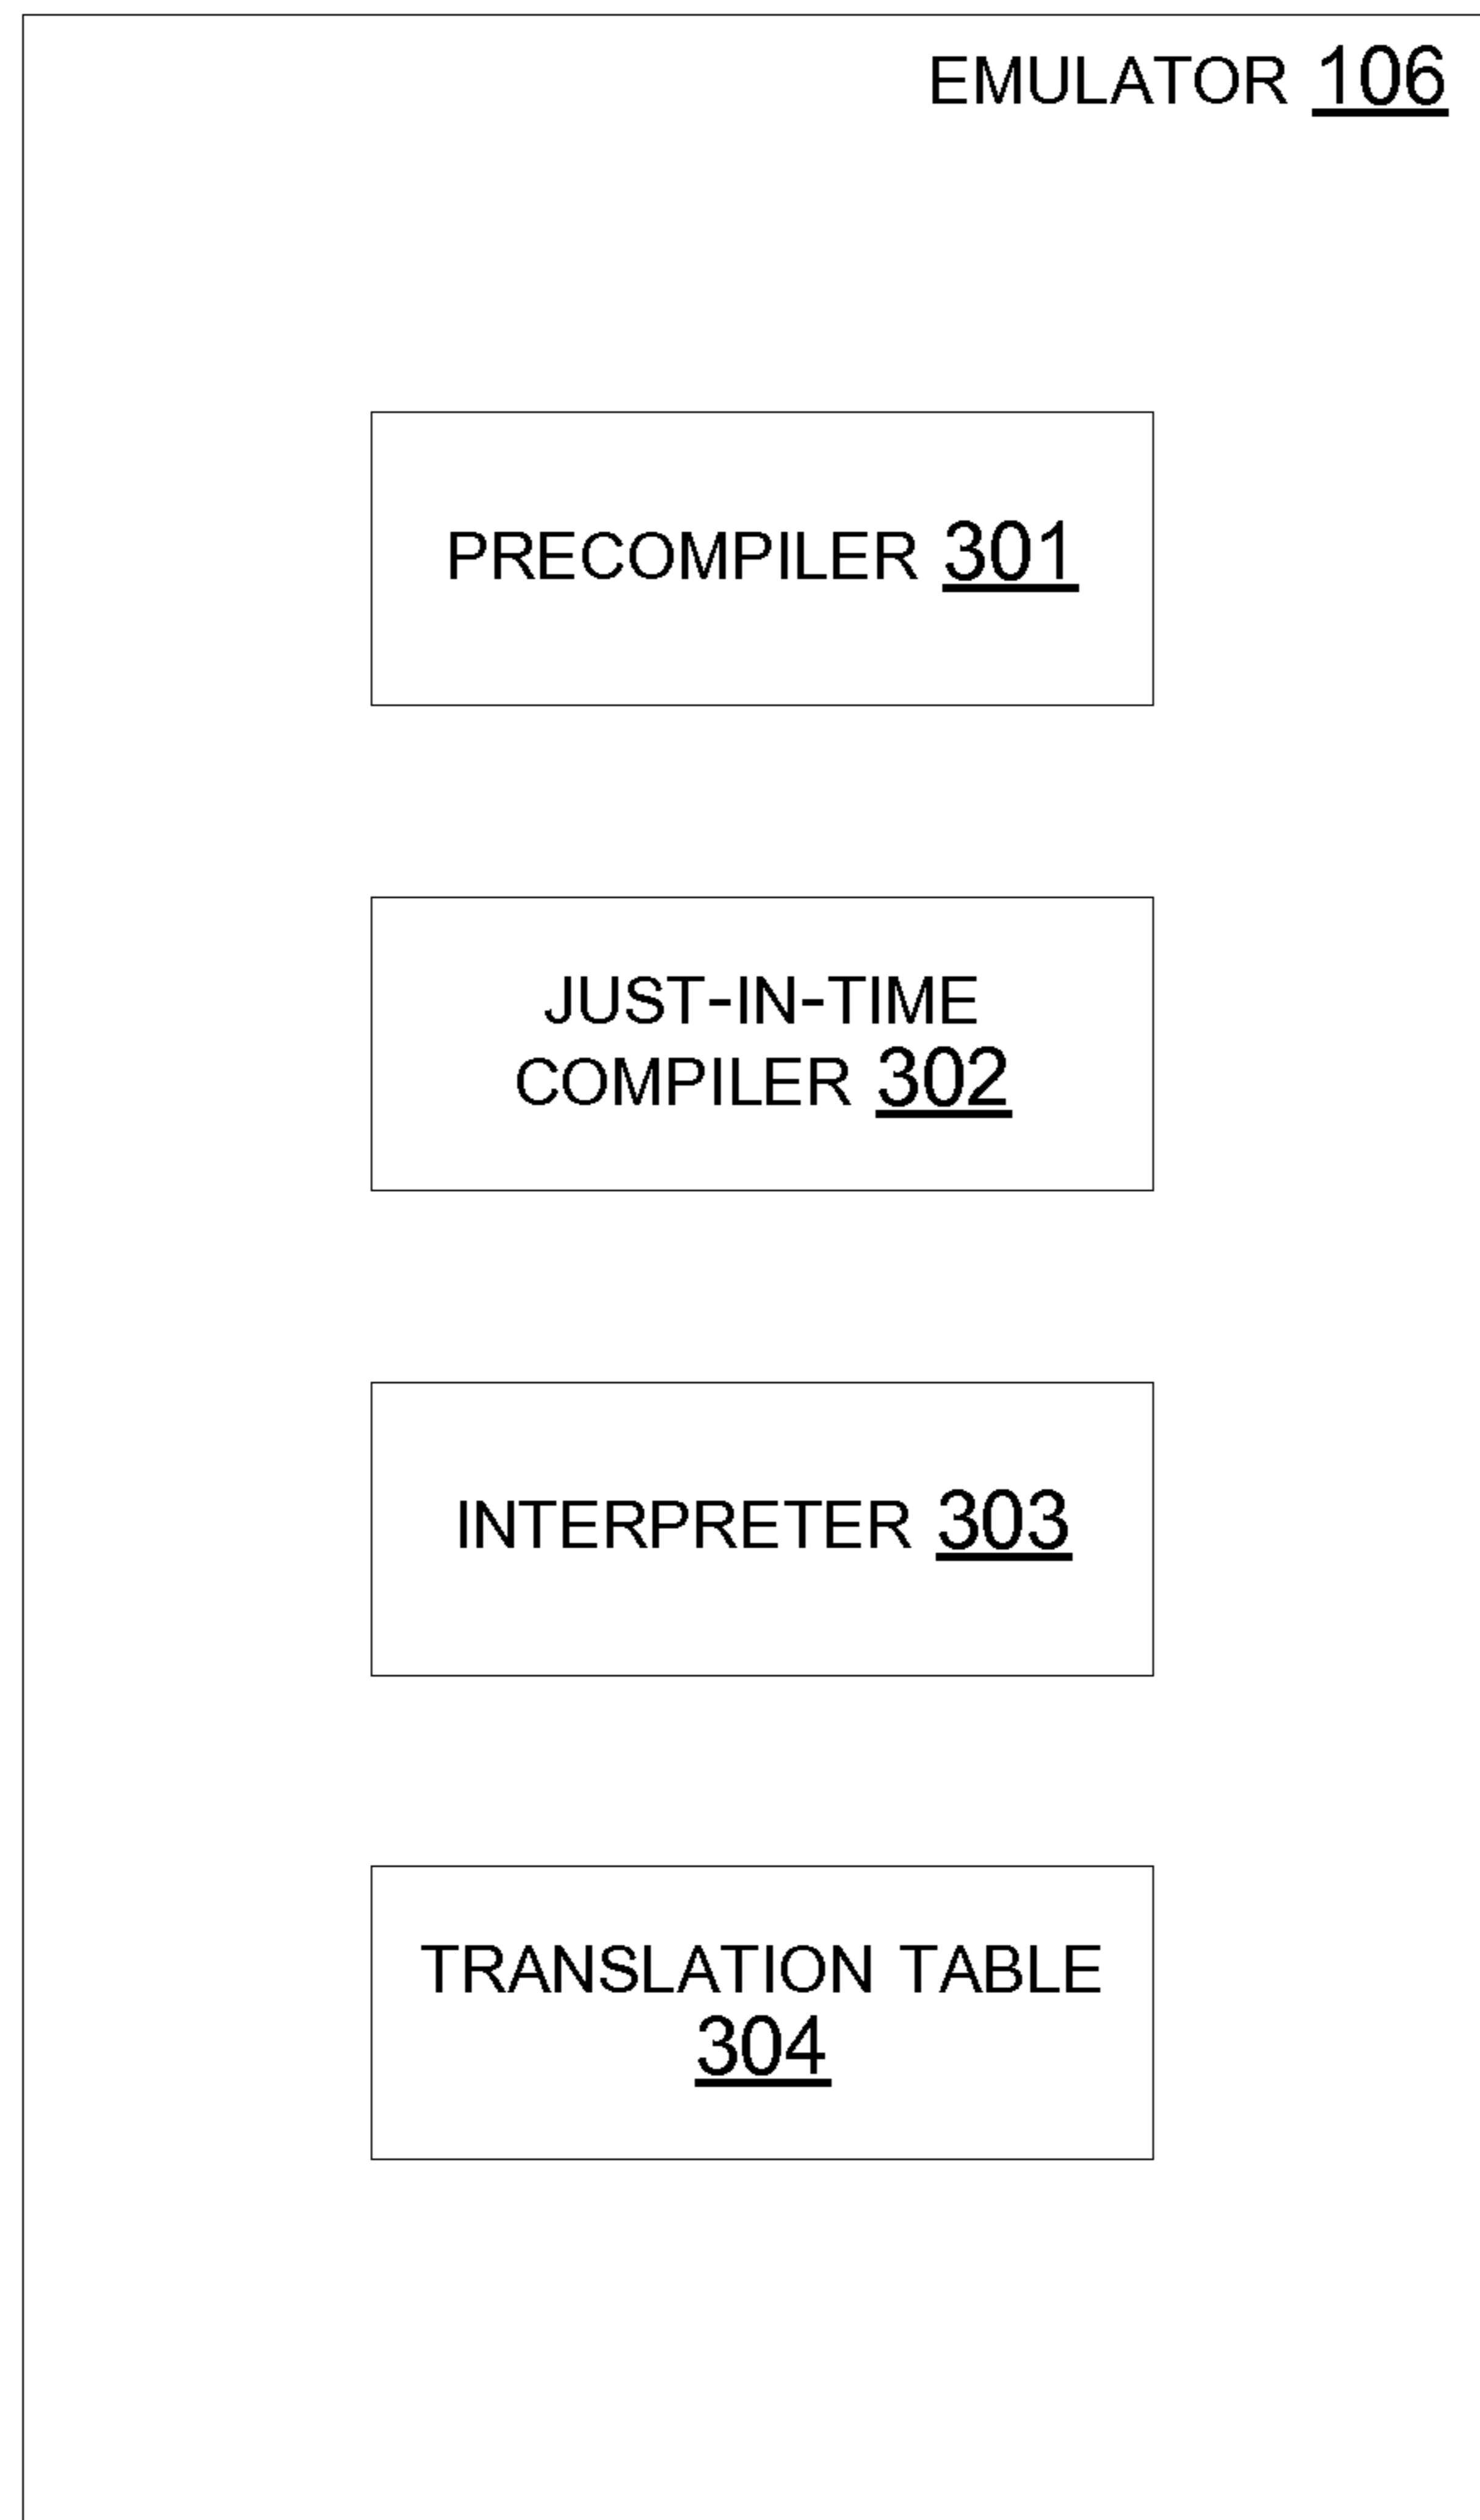 EMULATOR 106
PRECOMPILER 301
JUST-IN-TIME
COMPILER 302
INTERPRETER 303
TRANSLATION TABLE
304